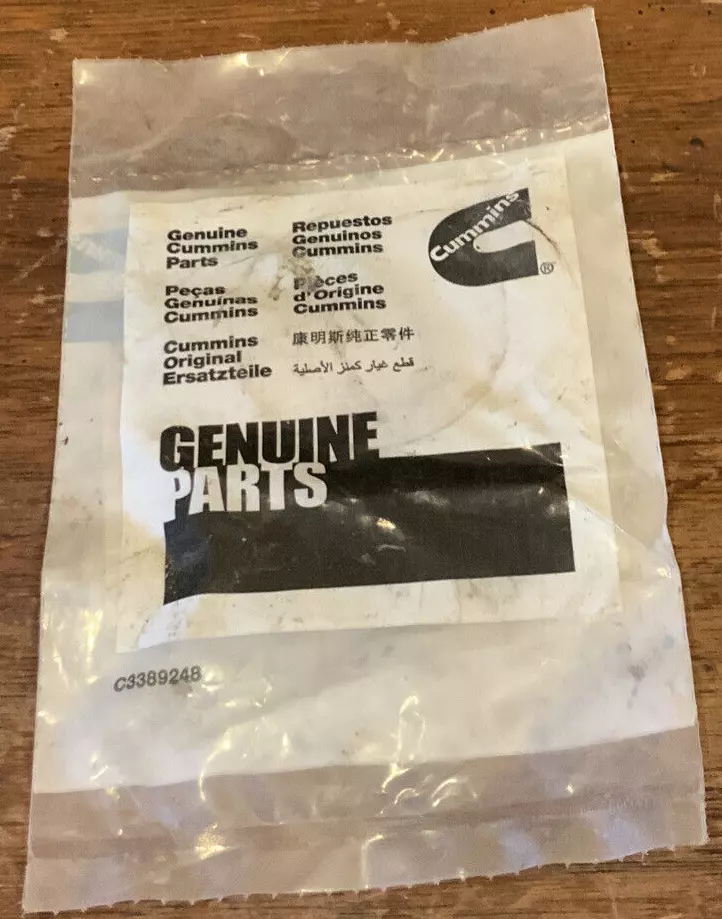 Genuine
Cummins
Parts
Repuestos
Genuinos
Cummins
Cummins
®
Peças
Genuínas
Cummins
Pièces
d'Origine
Cummins
Cummins
Original
Ersatzteile
康明斯纯正零件
قطع غيار كمنز الأصلية
GENUINE
PARTS
C3389248